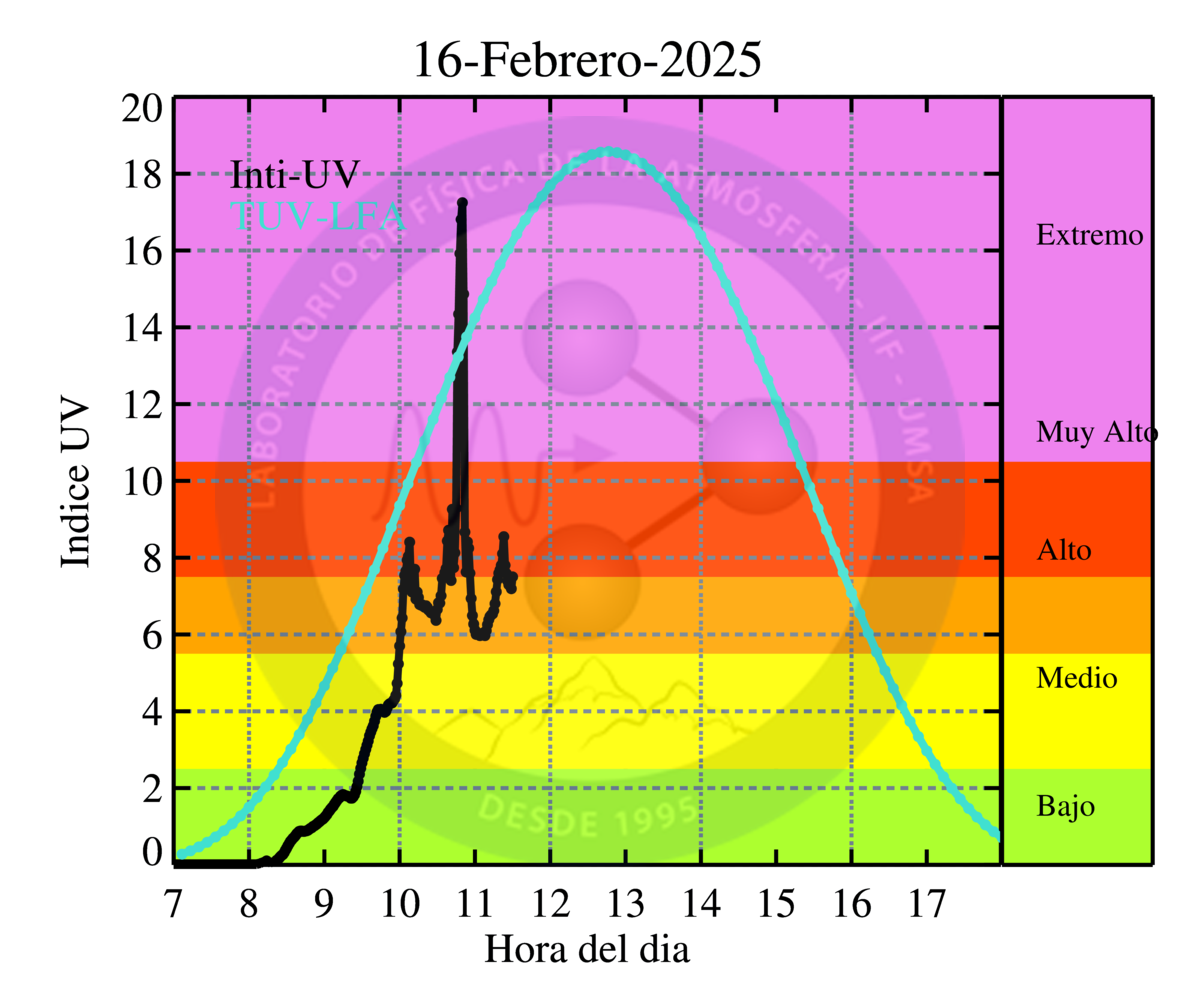 16-Febrero-2025
Inti-UV
TUV-LFA
LABORATORIO DE FÍSICA DE LA ATMÓSFERA - IIF - UMSA
DESDE 1995
Indice UV
20
18
16
14
12
10
8
6
4
2
0
Extremo
Muy Alto
Alto
Medio
Bajo
7 8 9 10 11 12 13 14 15 16 17
Hora del dia